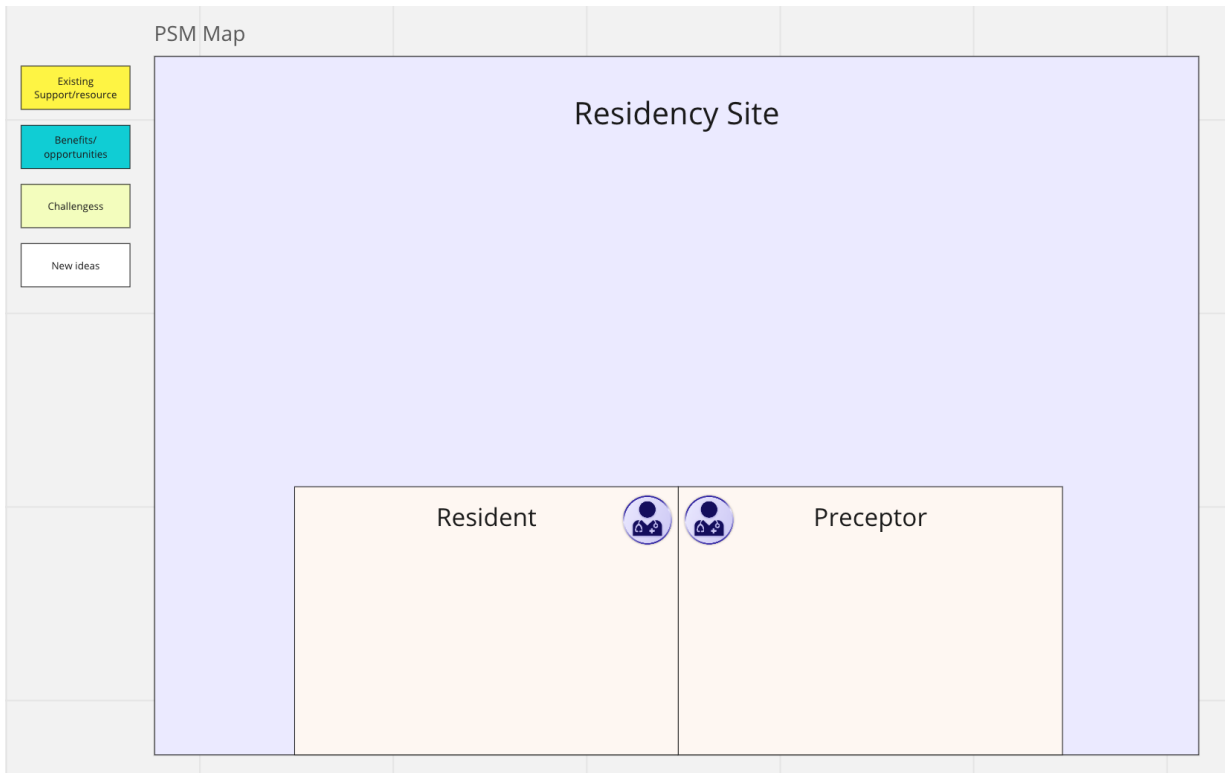 PSM Map
Existing
Support/resource
Benefits/
opportunities
Challengess
New ideas
Residency Site
Resident
Preceptor